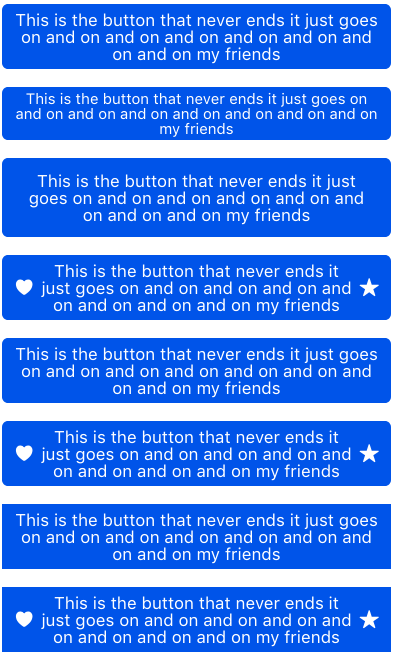 This is the button that never ends it just goes
on and on and on and on and on and on and
on and on my friends
This is the button that never ends it just goes on
and on and on and on and on and on and on and on
my friends
This is the button that never ends it just
goes on and on and on and on and on and
on and on and on my friends
This is the button that never ends it
just goes on and on and on and on and
on and on and on and on my friends
This is the button that never ends it just goes
on and on and on and on and on and on and
on and on my friends
This is the button that never ends it
just goes on and on and on and on and
on and on and on and on my friends
This is the button that never ends it just goes
on and on and on and on and on and on and
on and on my friends
This is the button that never ends it
just goes on and on and on and on and
on and on and on and on my friends